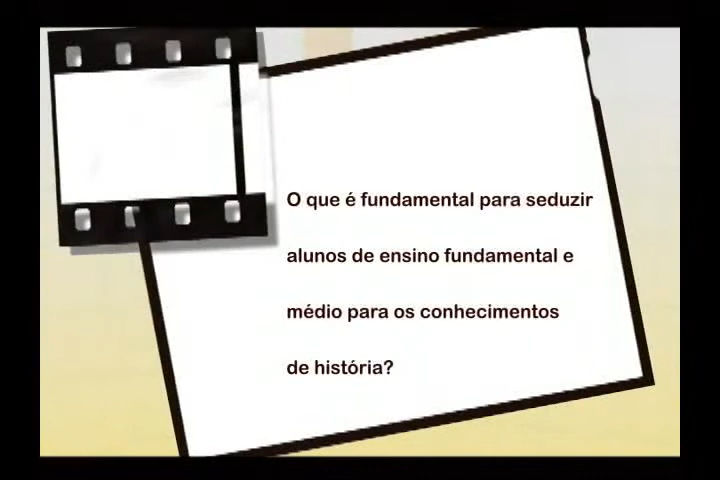 O que é fundamental para seduzir
alunos de ensino fundamental e
médio para os conhecimentos
de história?